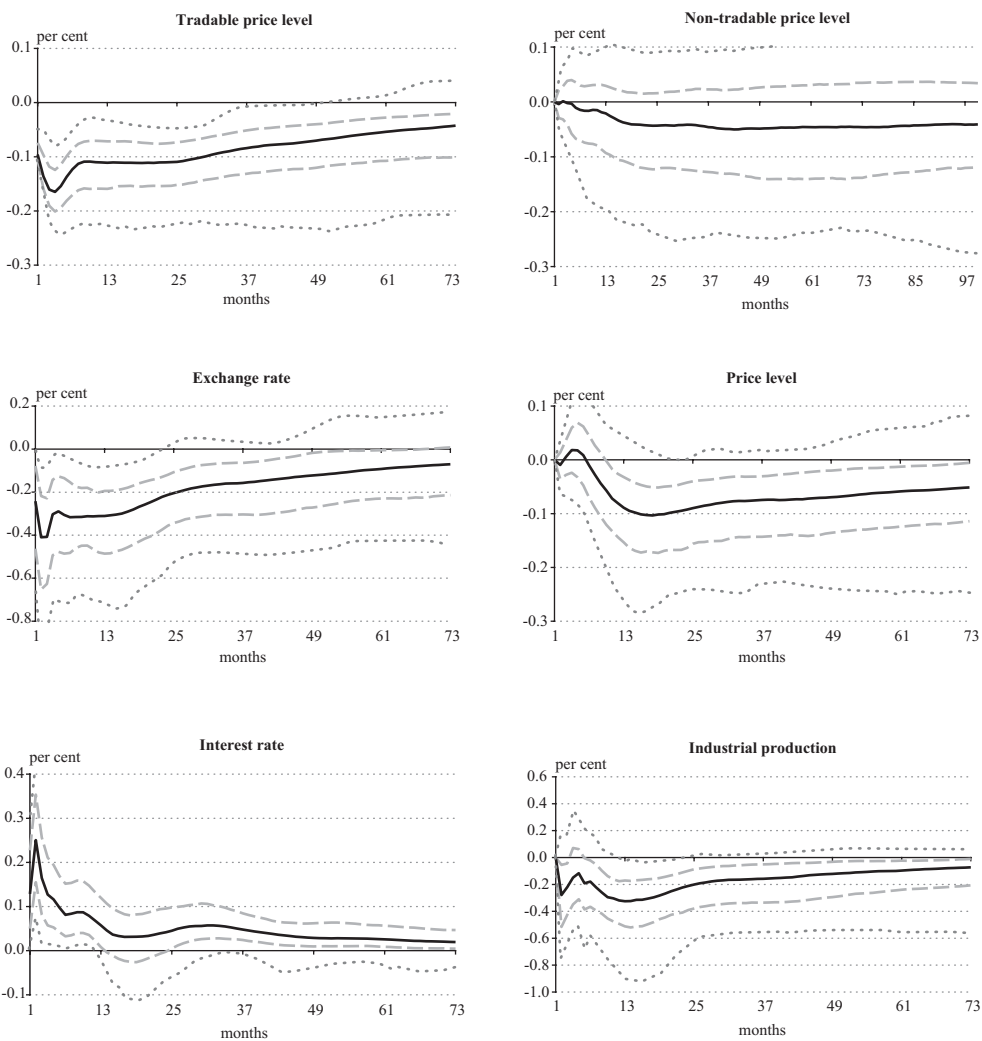 Tradable price level
per cent
0.1
0.0
-0.1
-0.2
-0.3
1 13 25 37 49 61 73
months
Non-tradable price level
per cent
0.1
0.0
-0.1
-0.2
-0.3
1 13 25 37 49 61 73 85 97
months
Exchange rate
per cent
0.2
0.0
-0.2
-0.4
-0.6
-0.8
1 13 25 37 49 61 73
months
Price level
per cent
0.1
0.0
-0.1
-0.2
-0.3
1 13 25 37 49 61 73
months
Interest rate
per cent
0.4
0.3
0.2
0.1
0.0
-0.1
1 13 25 37 49 61 73
months
Industrial production
per cent
0.6
0.4
0.2
0.0
-0.2
-0.4
-0.6
-0.8
-1.0
1 13 25 37 49 61 73
months